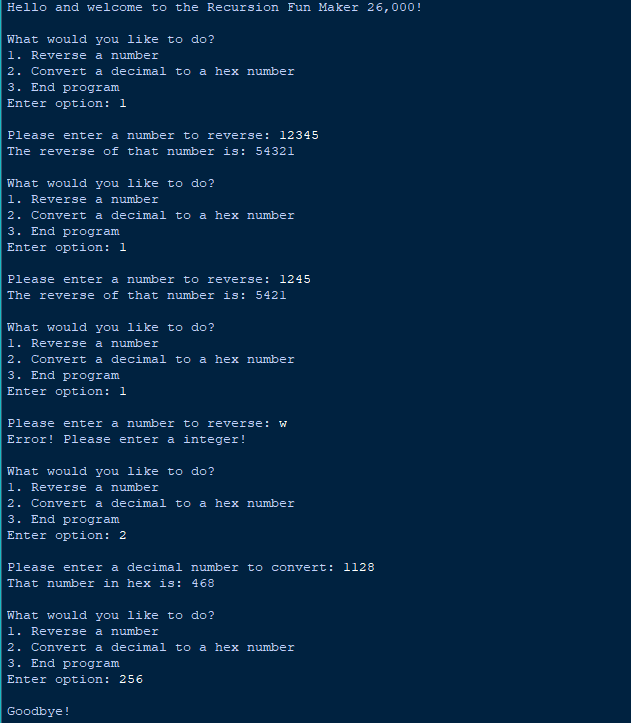 Hello and welcome to the Recursion Fun Maker 26,000!
What would you like to do?
1. Reverse a number
2. Convert a decimal to a hex number
3. End program
Enter option: 1
Please enter a number to reverse: 12345
The reverse of that number is: 54321
What would you like to do?
1. Reverse a number
2. Convert a decimal to a hex number
3. End program
Enter option: 1
Please enter a number to reverse: 1245
The reverse of that number is: 5421
What would you like to do?
1. Reverse a number
2. Convert a decimal to a hex number
3. End program
Enter option: 1
Please enter a number to reverse: w
Error! Please enter a integer!
What would you like to do?
1. Reverse a number
2. Convert a decimal to a hex number
3. End program
Enter option: 2
Please enter a decimal number to convert: 1128
That number in hex is: 468
What would you like to do?
1. Reverse a number
2. Convert a decimal to a hex number
3. End program
Enter option: 256
Goodbye!